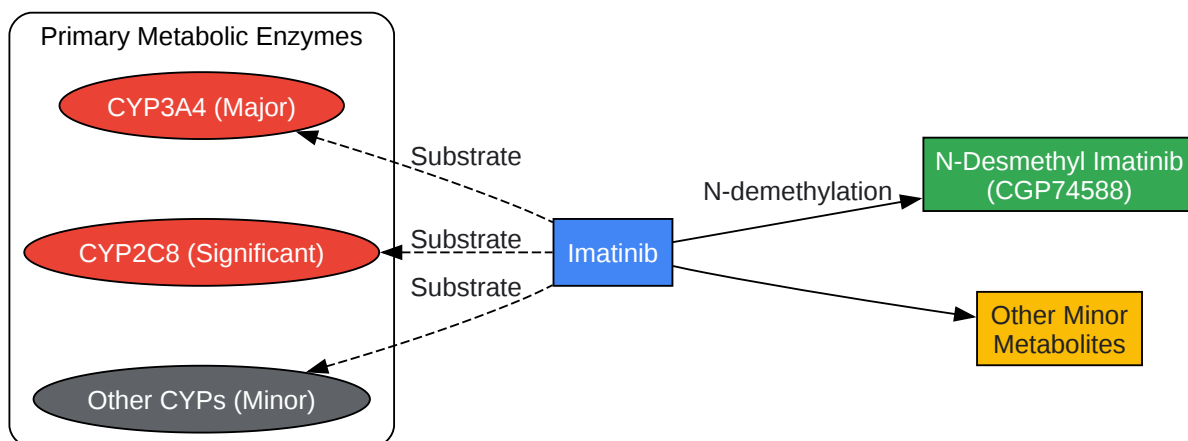 Primary Metabolic Enzymes
CYP3A4 (Major)
Substrate
N-Desmethyl Imatinib
(CGP74588)
N-demethylation
CYP2C8 (Significant)
Substrate
Imatinib
Substrate
Other Minor
Metabolites
Other CYPs (Minor)